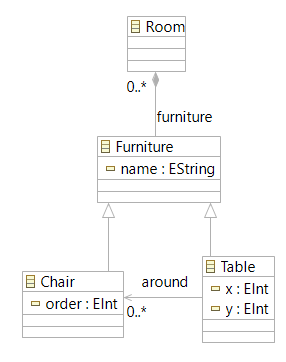 Room
0..*
furniture
Furniture
name : EString
Chair
order : EInt
around
0..*
Table
x : EInt
y : EInt